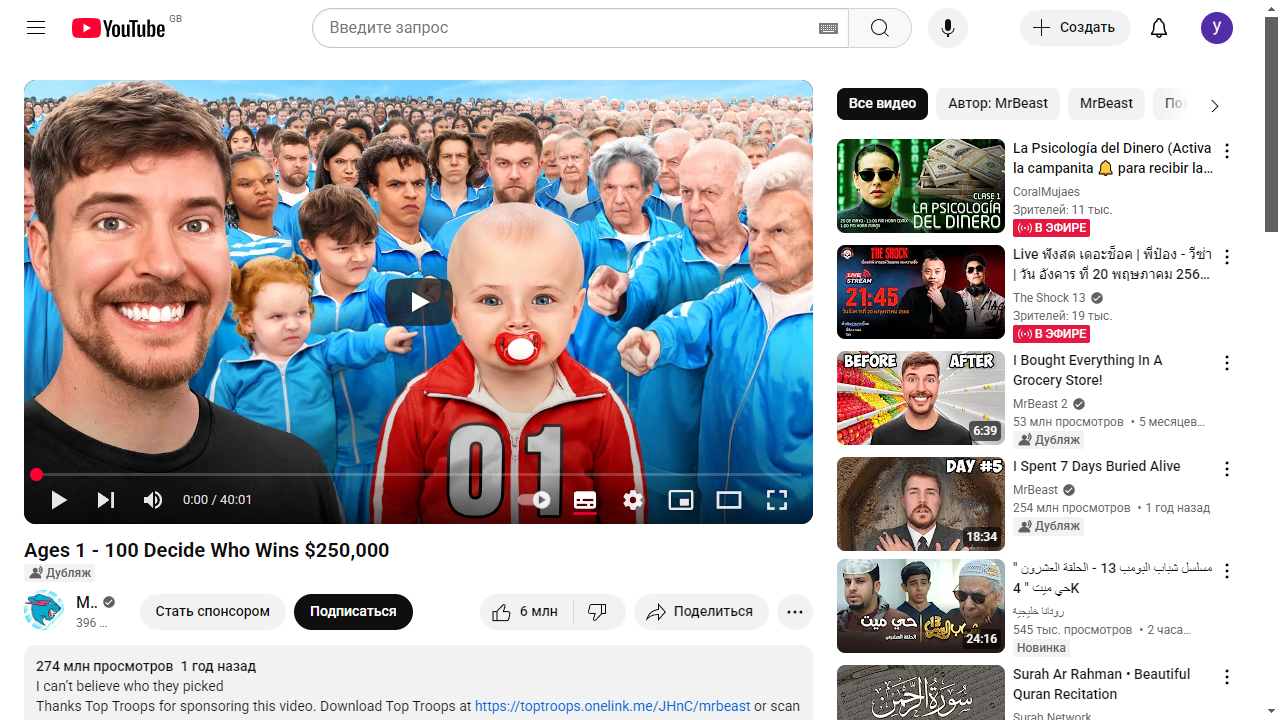 YouTube GB
Введите запрос
Создать
y
01
0:00 / 40:01
Ages 1 - 100 Decide Who Wins $250,000
Дубляж
M… 
396 …
Стать спонсором
Подписаться
6 млн
Поделиться
274 млн просмотров 1 год назад
I can't believe who they picked
Thanks Top Troops for sponsoring this video. Download Top Troops at https://toptroops.onelink.me/JHnC/mrbeast or scan
Все видео
Автор: MrBeast
MrBeast
CLASE 1
LA PSICOLOGÍA
DEL DINERO
La Psicología del Dinero (Activa
la campanita 🔔 para recibir la…
CoralMujaes
Зрителей: 11 тыс.
В ЭФИРЕ
THE SHOCK
LIVE
STREAM
21:45
Live ฟังสด เดอะช็อค | พี่ป๋อง - วีซ่า
| วัน อังคาร ที่ 20 พฤษภาคม 256…
The Shock 13
Зрителей: 19 тыс.
В ЭФИРЕ
BEFORE
AFTER
6:39
I Bought Everything In A
Grocery Store!
MrBeast 2
53 млн просмотров • 5 месяцев…
Дубляж
DAY #5
18:34
I Spent 7 Days Buried Alive
MrBeast
254 млн просмотров • 1 год назад
Дубляж
حي ميت
24:16
مسلسل شباب البومب 13 - الحلقة العشرون "
حي ميت " 4K
روتانا خليجية
545 тыс. просмотров • 2 часа…
Новинка
سورة الرحمن
Surah Ar Rahman • Beautiful
Quran Recitation
Surah Network